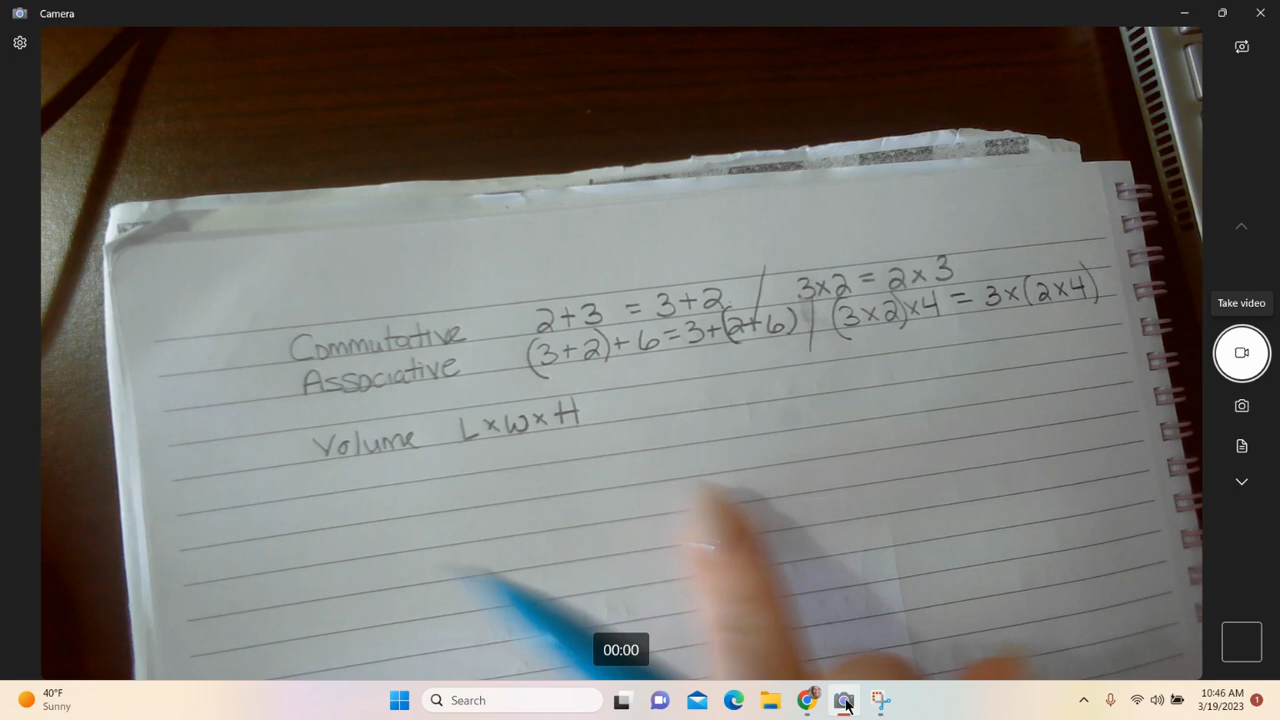 Camera
Commutative 2+3 = 3+2 / 3×2 = 2×3
Associative (3+2)+6=3+(2+6) / (3×2)×4 = 3×(2×4)
Volume L×W×H
Take video
00:00
40°F
Sunny
Search
10:46 AM
3/19/2023
1